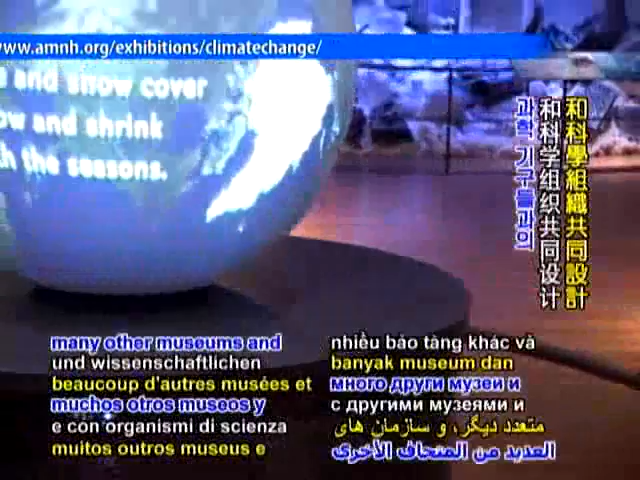 www.amnh.org/exhibitions/climatechange/
and snow cover
and shrink
the seasons.
和科學組織共同設計
和科学组织共同设计
과학 기구들과의
many other museums and
und wissenschaftlichen
beaucoup d'autres musées et
muchos otros museos y
e con organismi di scienza
muitos outros museus e
nhiều bảo tàng khác và
banyak museum dan
много други музеи и
с другими музеями и
متعدد دیگر، و سازمان های
العديد من المتحاف الأخرى